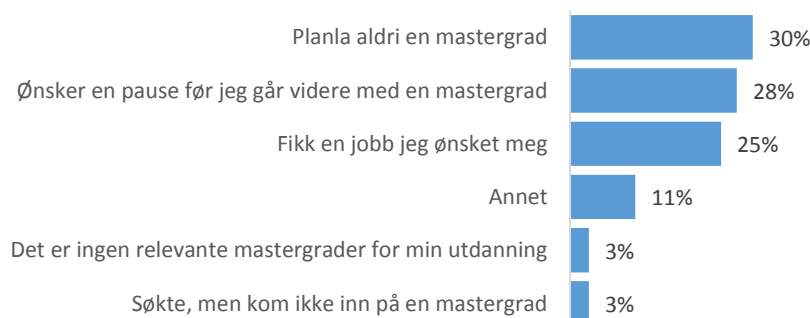 Planla aldri en mastergrad 30%
Ønsker en pause før jeg går videre med en mastergrad 28%
Fikk en jobb jeg ønsket meg 25%
Annet 11%
Det er ingen relevante mastergrader for min utdanning 3%
Søkte, men kom ikke inn på en mastergrad 3%